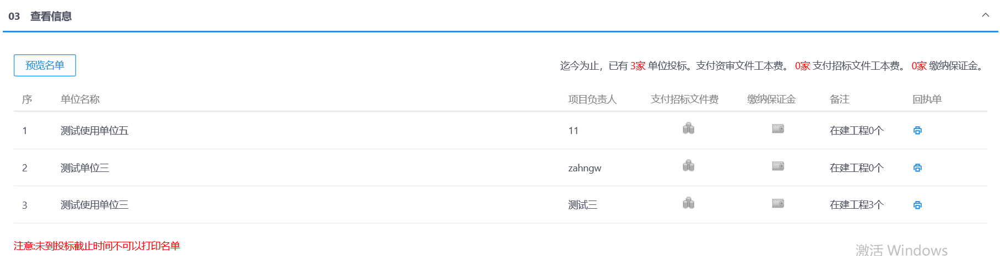 03 查看信息
预览名单 迄今为止，已有 3家 单位投标。支付资审文件工本费。 0家 支付招标文件工本费。 0家 缴纳保证金。
序 单位名称 项目负责人 支付招标文件费 缴纳保证金 备注 回执单
1 测试使用单位五 11 在建工程0个
2 测试单位三 zahngw 在建工程0个
3 测试使用单位三 测试三 在建工程3个
注意:未到投标截止时间不可以打印名单
激活 Windows